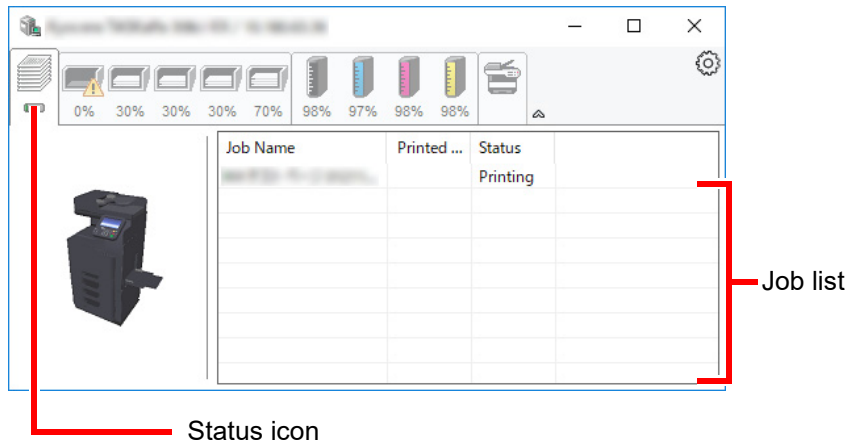 0% 30% 30% 30% 70% 98% 97% 98% 98%
Job Name Printed ... Status
Printing
Job list
Status icon